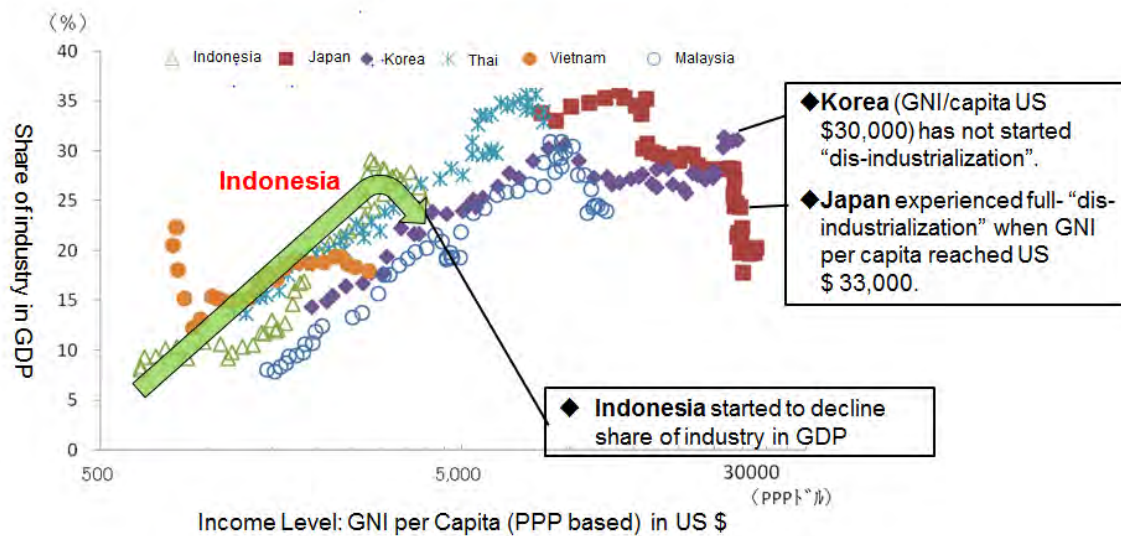 （%）
40
35
30
25
20
15
10
5
0
Share of industry in GDP
Indonesia Japan Korea Thai Vietnam Malaysia
Indonesia
◆Korea (GNI/capita US
$30,000) has not started
“dis-industrialization”.
◆Japan experienced full- “dis-
industrialization” when GNI
per capita reached US
$ 33,000.
◆ Indonesia started to decline
share of industry in GDP
500 5,000 30000
（PPPﾄﾞﾙ）
Income Level: GNI per Capita (PPP based) in US $